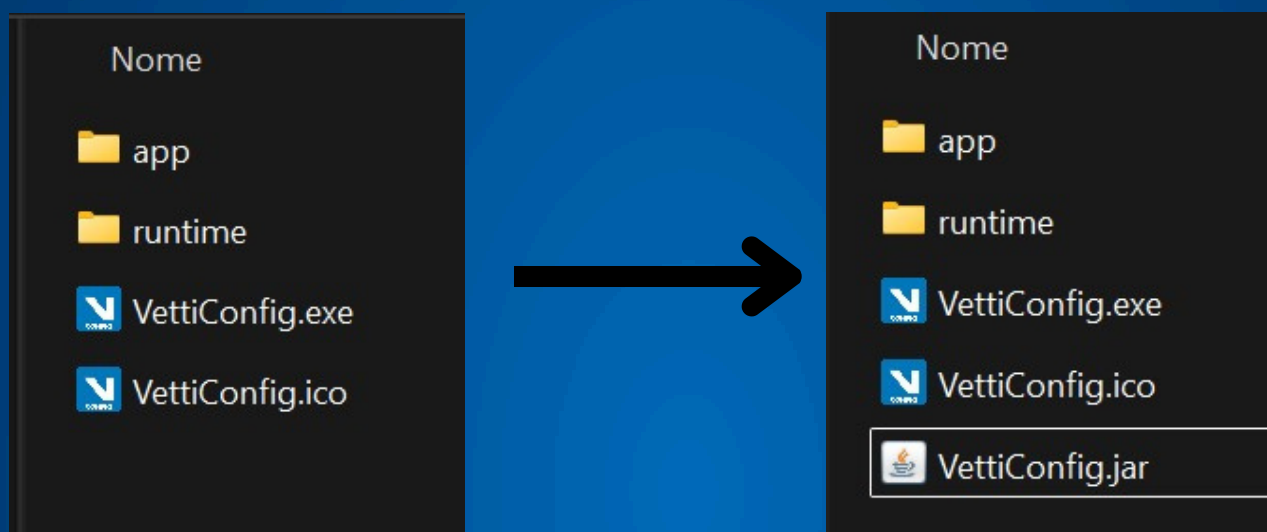 Nome
app
runtime
VettiConfig.exe
VettiConfig.ico
Nome
app
runtime
VettiConfig.exe
VettiConfig.ico
VettiConfig.jar